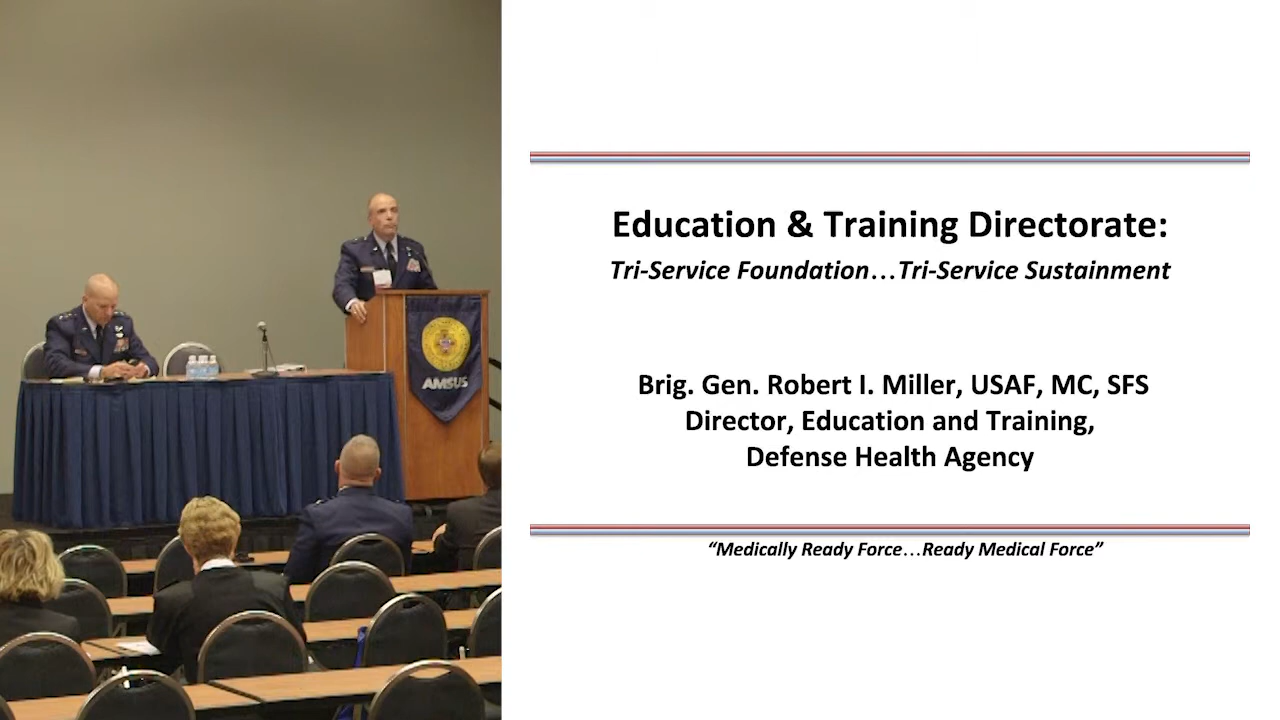 AMSUS
Education & Training Directorate:
Tri-Service Foundation…Tri-Service Sustainment
Brig. Gen. Robert I. Miller, USAF, MC, SFS
Director, Education and Training,
Defense Health Agency
“Medically Ready Force…Ready Medical Force”